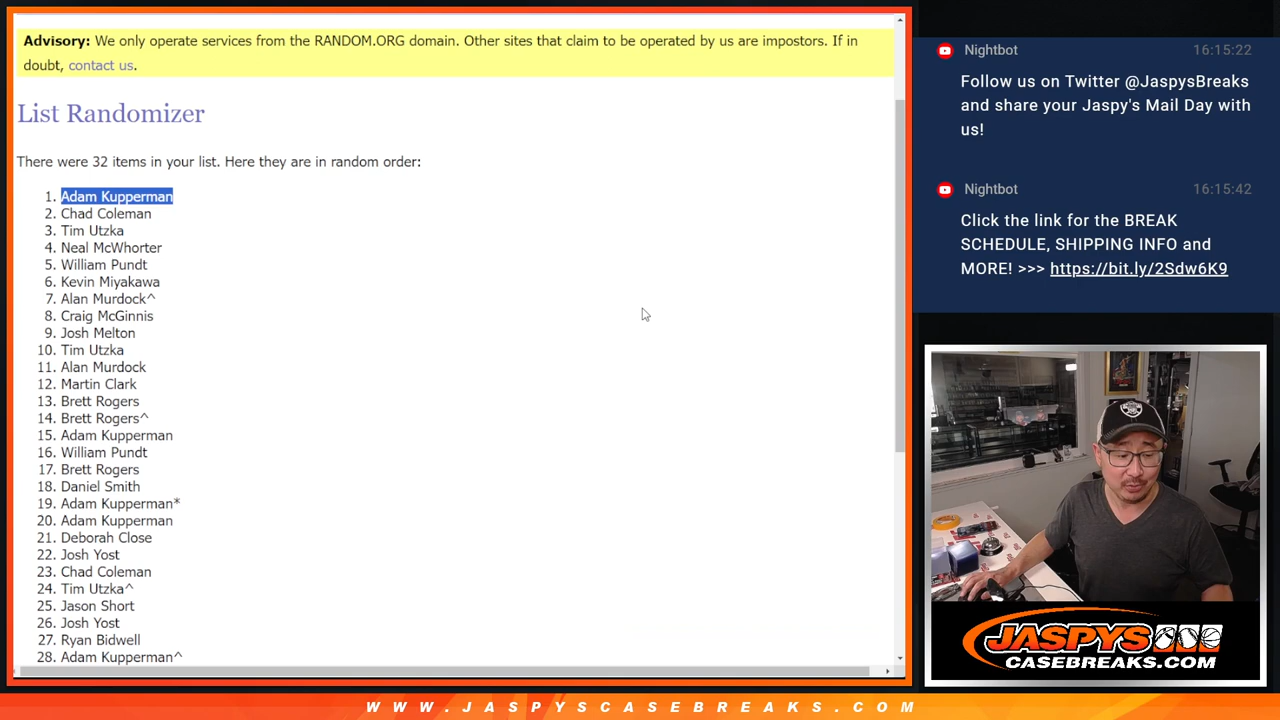 Advisory: We only operate services from the RANDOM.ORG domain. Other sites that claim to be operated by us are impostors. If in
doubt, contact us.
List Randomizer
There were 32 items in your list. Here they are in random order:
1. Adam Kupperman
2. Chad Coleman
3. Tim Utzka
4. Neal McWhorter
5. William Pundt
6. Kevin Miyakawa
7. Alan Murdock^
8. Craig McGinnis
9. Josh Melton
10. Tim Utzka
11. Alan Murdock
12. Martin Clark
13. Brett Rogers
14. Brett Rogers^
15. Adam Kupperman
16. William Pundt
17. Brett Rogers
18. Daniel Smith
19. Adam Kupperman*
20. Adam Kupperman
21. Deborah Close
22. Josh Yost
23. Chad Coleman
24. Tim Utzka^
25. Jason Short
26. Josh Yost
27. Ryan Bidwell
28. Adam Kupperman^
Nightbot 16:15:22
Follow us on Twitter @JaspysBreaks
and share your Jaspy's Mail Day with
us!
Nightbot 16:15:42
Click the link for the BREAK
SCHEDULE, SHIPPING INFO and
MORE! >>> https://bit.ly/2Sdw6K9
JASPYS
CASEBREAKS.COM
WWW.JASPYSCASEBREAKS.COM